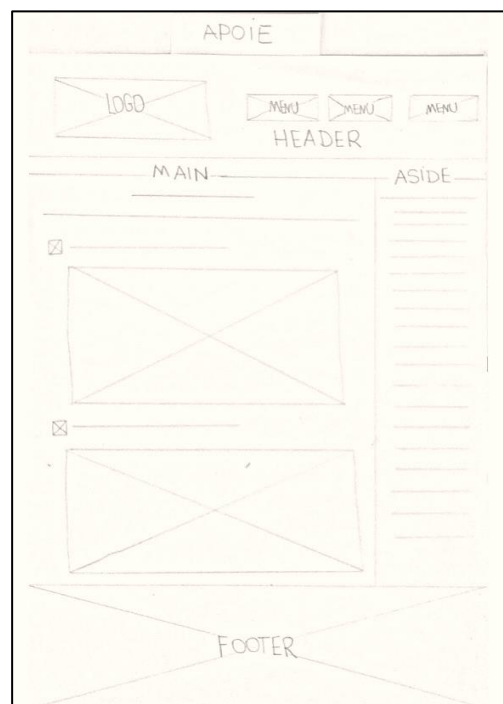 APOIE
LOGO MENU MENU MENU
HEADER
MAIN ASIDE
FOOTER